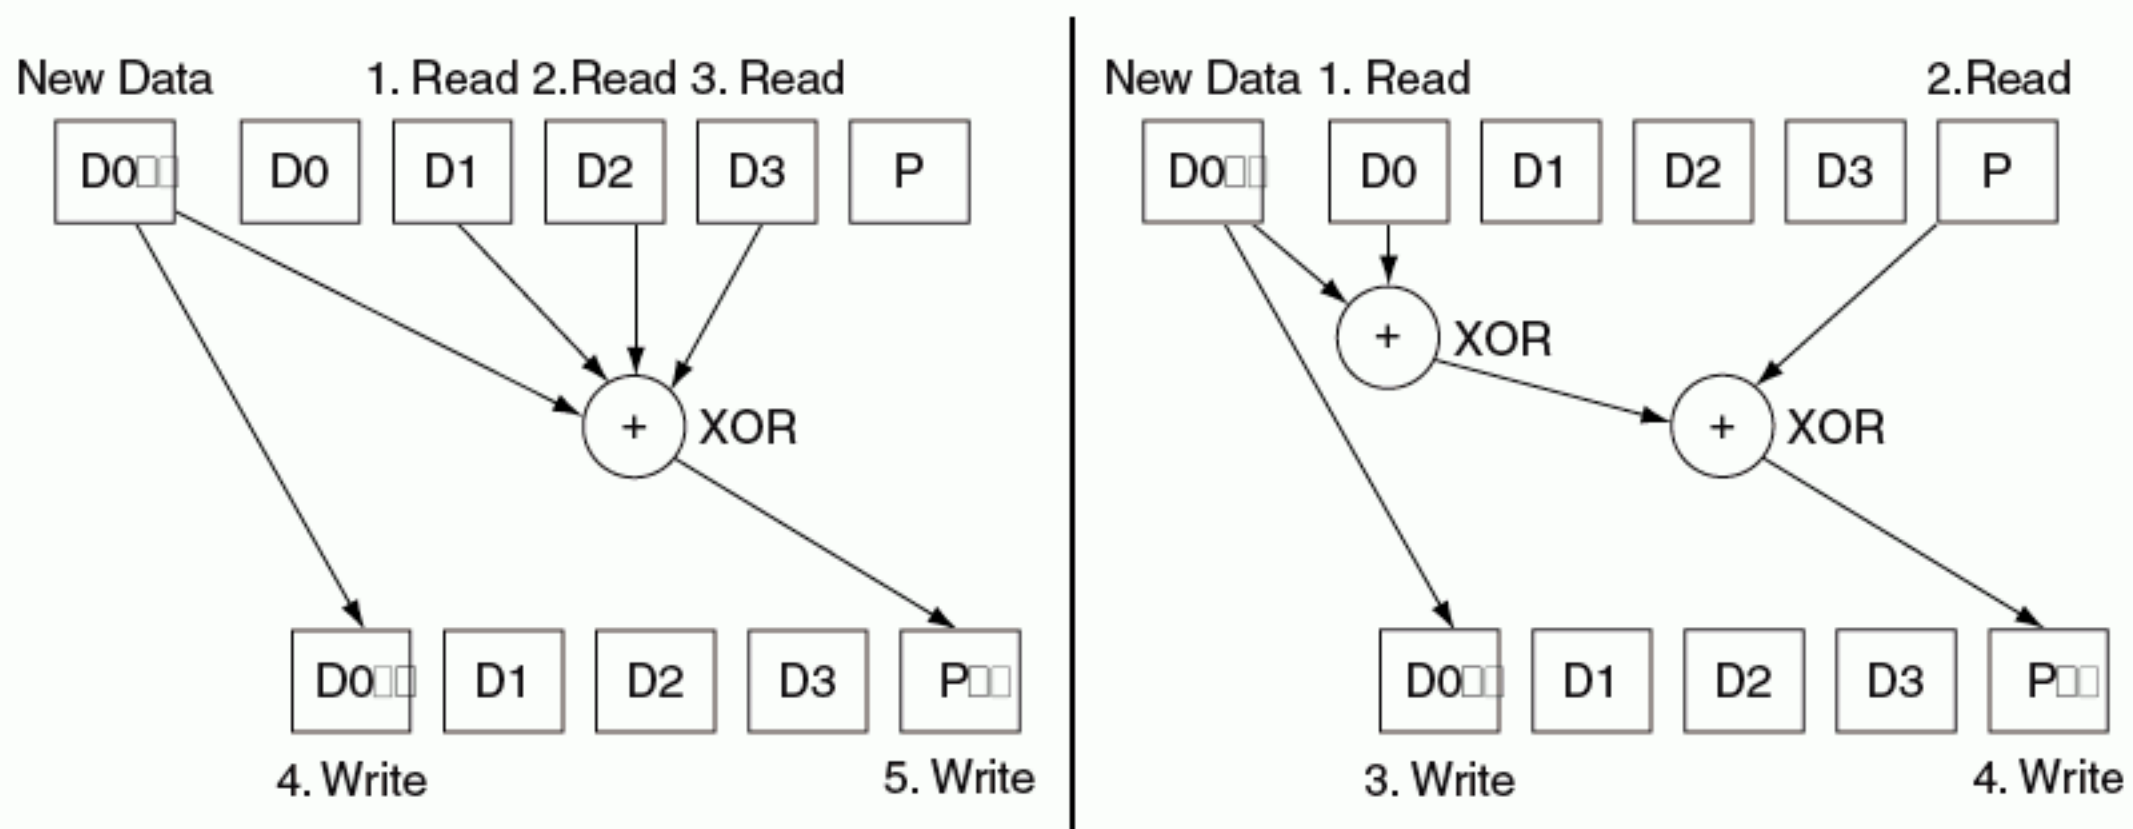 New Data 1. Read 2.Read 3. Read
D0□□ D0 D1 D2 D3 P
+ XOR
D0□□ D1 D2 D3 P□□
4. Write 5. Write
New Data 1. Read 2.Read
D0□□ D0 D1 D2 D3 P
+ XOR
+ XOR
D0□□ D1 D2 D3 P□□
3. Write 4. Write